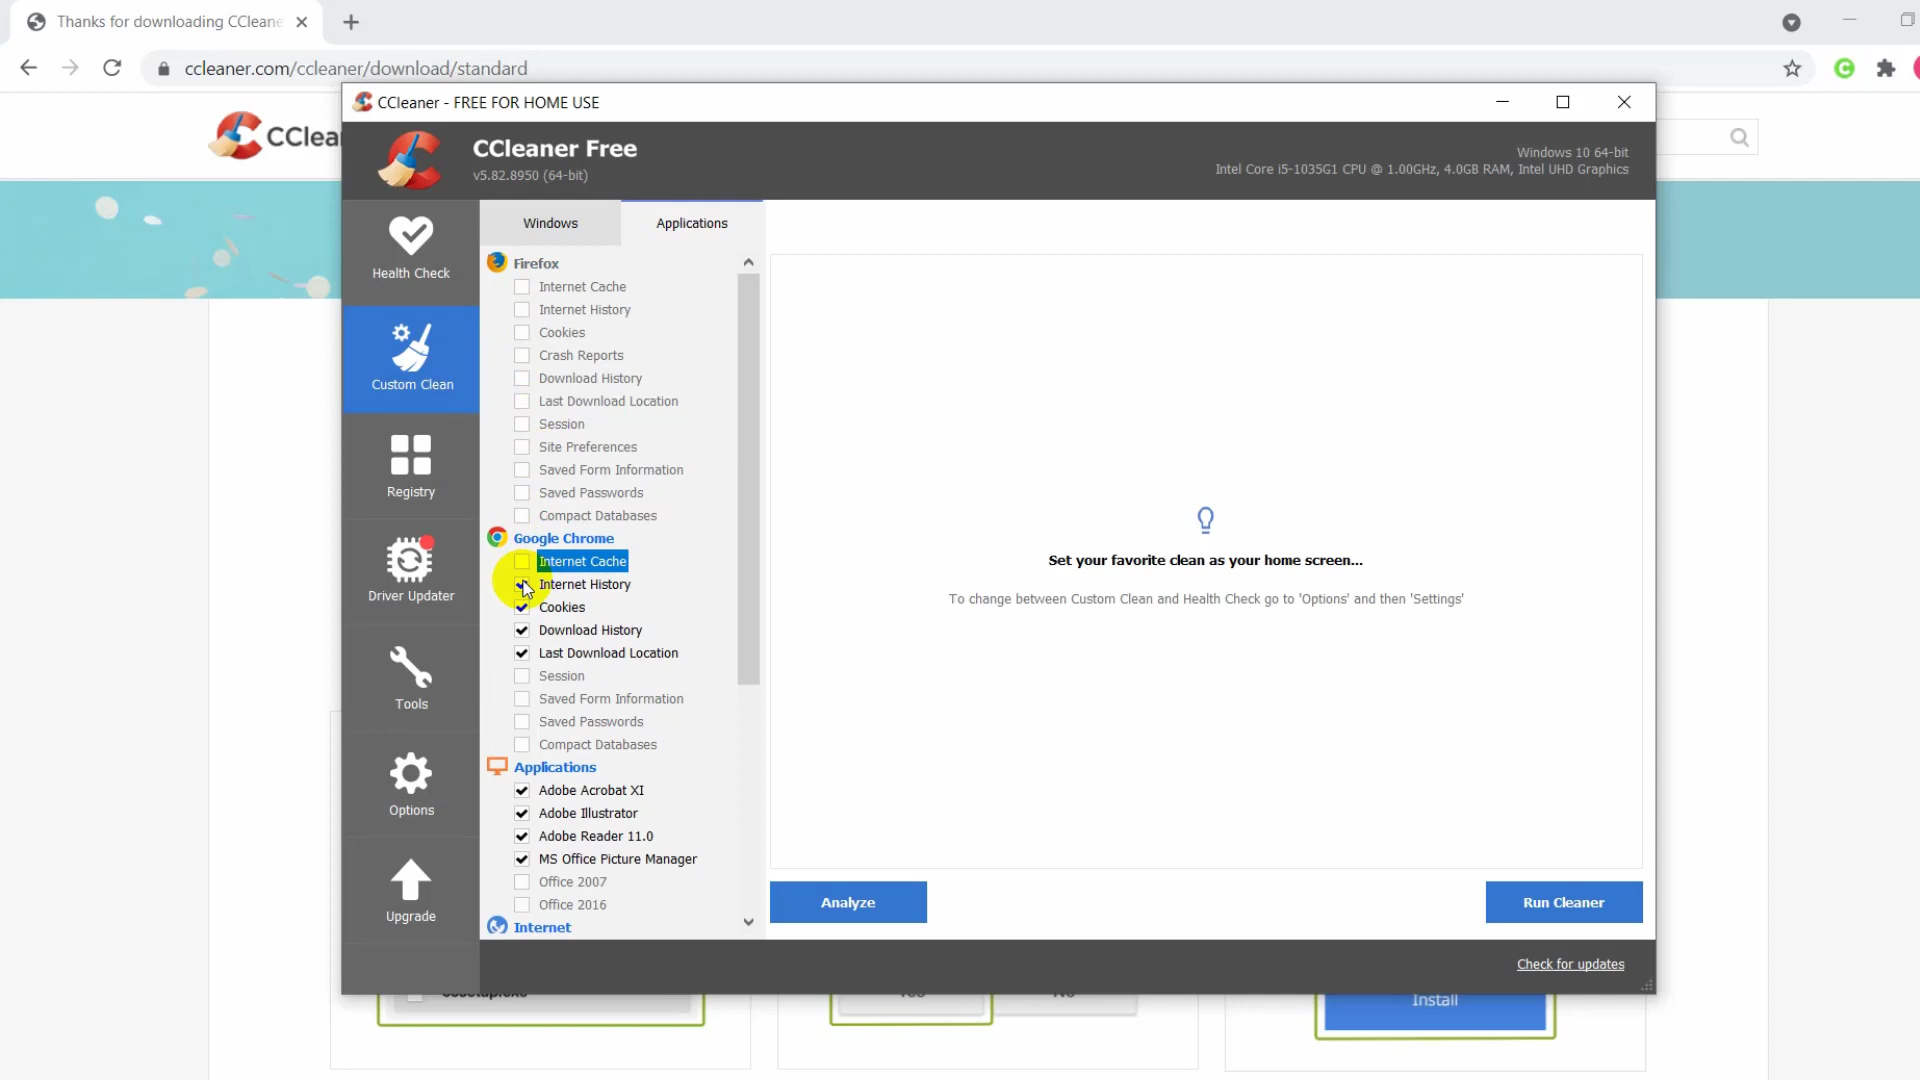 Thanks for downloading CCleane
ccleaner.com/ccleaner/download/standard
CCleaner - FREE FOR HOME USE
CClea
CCleaner Free
v5.82.8950 (64-bit)
Windows 10 64-bit
Intel Core i5-1035G1 CPU @ 1.00GHz, 4.0GB RAM, Intel UHD Graphics
Health Check
Custom Clean
Registry
Driver Updater
Tools
Options
Upgrade
Windows
Applications
Firefox
Internet Cache
Internet History
Cookies
Crash Reports
Download History
Last Download Location
Session
Site Preferences
Saved Form Information
Saved Passwords
Compact Databases
Google Chrome
Internet Cache
Internet History
Cookies
Download History
Last Download Location
Session
Saved Form Information
Saved Passwords
Compact Databases
Applications
Adobe Acrobat XI
Adobe Illustrator
Adobe Reader 11.0
MS Office Picture Manager
Office 2007
Office 2016
Internet
Set your favorite clean as your home screen...
To change between Custom Clean and Health Check go to 'Options' and then 'Settings'
Analyze
Run Cleaner
Check for updates
Install